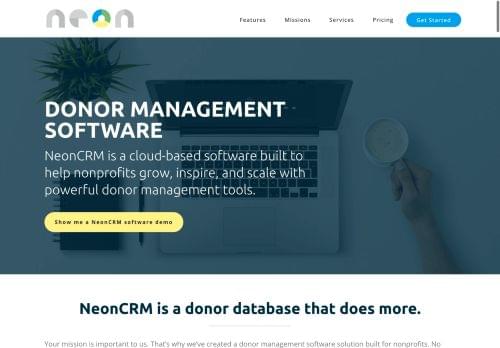 neon
Features Missions Services Pricing Get Started
DONOR MANAGEMENT
SOFTWARE
NeonCRM is a cloud-based software built to
help nonprofits grow, inspire, and scale with
powerful donor management tools.
Show me a NeonCRM software demo
NeonCRM is a donor database that does more.
Your mission is important to us. That's why we've created a donor management software solution built for nonprofits. No